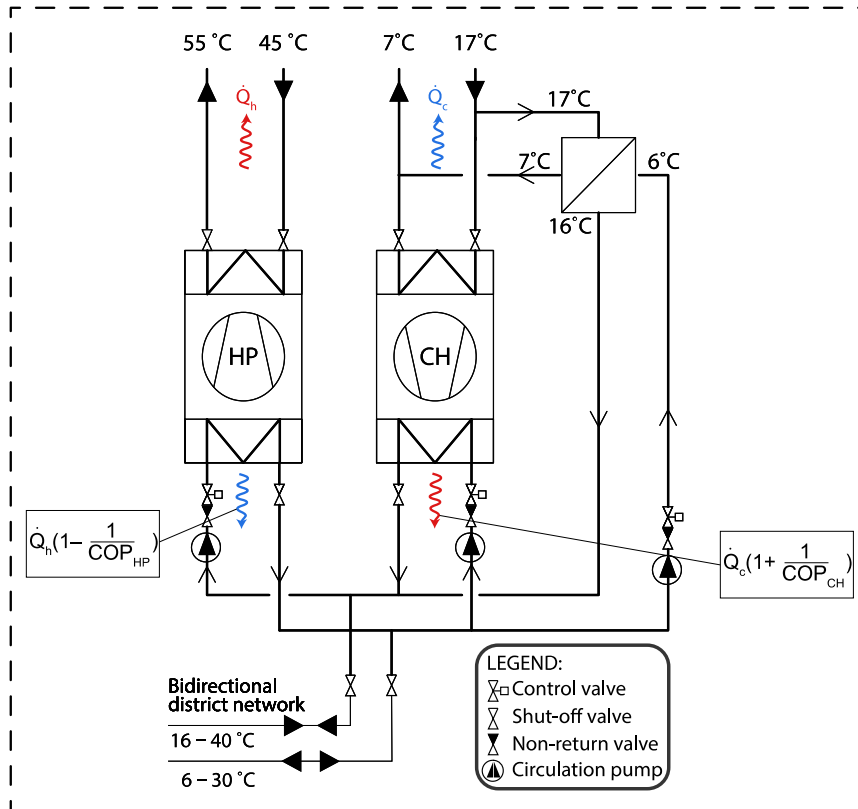 55 ˚C 45 ˚C 7˚C 17˚C
Q̇h Q̇c 17˚C
7˚C 6˚C
16˚C
HP CH
Q̇h(1− 1/COPHP)
Q̇c(1+ 1/COPCH)
Bidirectional
district network
16 – 40 ˚C
6 – 30 ˚C
LEGEND:
Control valve
Shut-off valve
Non-return valve
Circulation pump